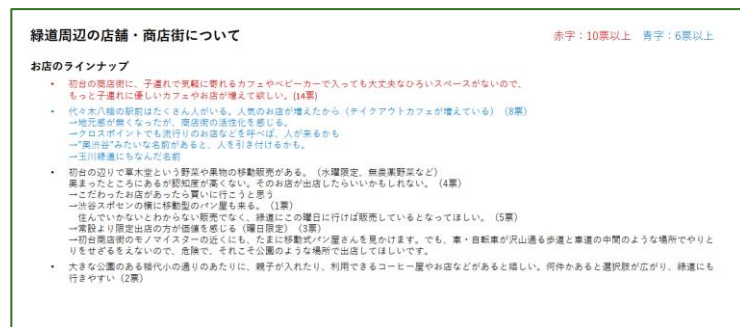 緑道周辺の店舗・商店街について
赤字：10票以上　青字：6票以上
お店のラインナップ
• 初台の商店街に、子連れで気軽に寄れるカフェやベビーカーで入っても大丈夫なひろいスペースがないので、
もっと子連れに優しいカフェやお店が増えて欲しい。(14票)
• 代々木八幡の駅前はたくさん人がいる。人気のお店が増えたから（テイクアウトカフェが増えている）（8票）
→地元感が無くなったが、商店街の活性化を感じる。
→クロスポイントでも流行りのお店などを呼べば、人が来るかも
→“奥渋谷”みたいな名前があると、人を引き付けるかも。
→玉川緑道にちなんだ名前
• 初台の辺りで草木堂という野菜や果物の移動販売がある。（水曜限定、無農薬野菜など）
奥まったところにあるが認知度が高くない。そのお店が出店したらいいかもしれない。（4票）
→こだわったお店があったら買いに行こうと思う
→渋谷スポセンの横に移動型のパン屋も来る。（1票）
住んでいかないとわからない販売でなく、緑道にこの曜日に行けば販売しているとなってほしい。（5票）
→常設より限定出店の方が価値を感じる（曜日限定）（3票）
→初台商店街のモノマイスターの近くにも、たまに移動式パン屋さんを見かけます。でも、車・自転車が沢山通る歩道と車道の中間のような場所でやりと
りをせざるをえないので、危険で、それこそ公園のような場所で出店してほしいです。
• 大きな公園のある幡代小の通りのあたりに、親子が入れたり、利用できるコーヒー屋やお店などがあると嬉しい。何件かあると選択肢が広がり、緑道にも
行きやすい（2票）